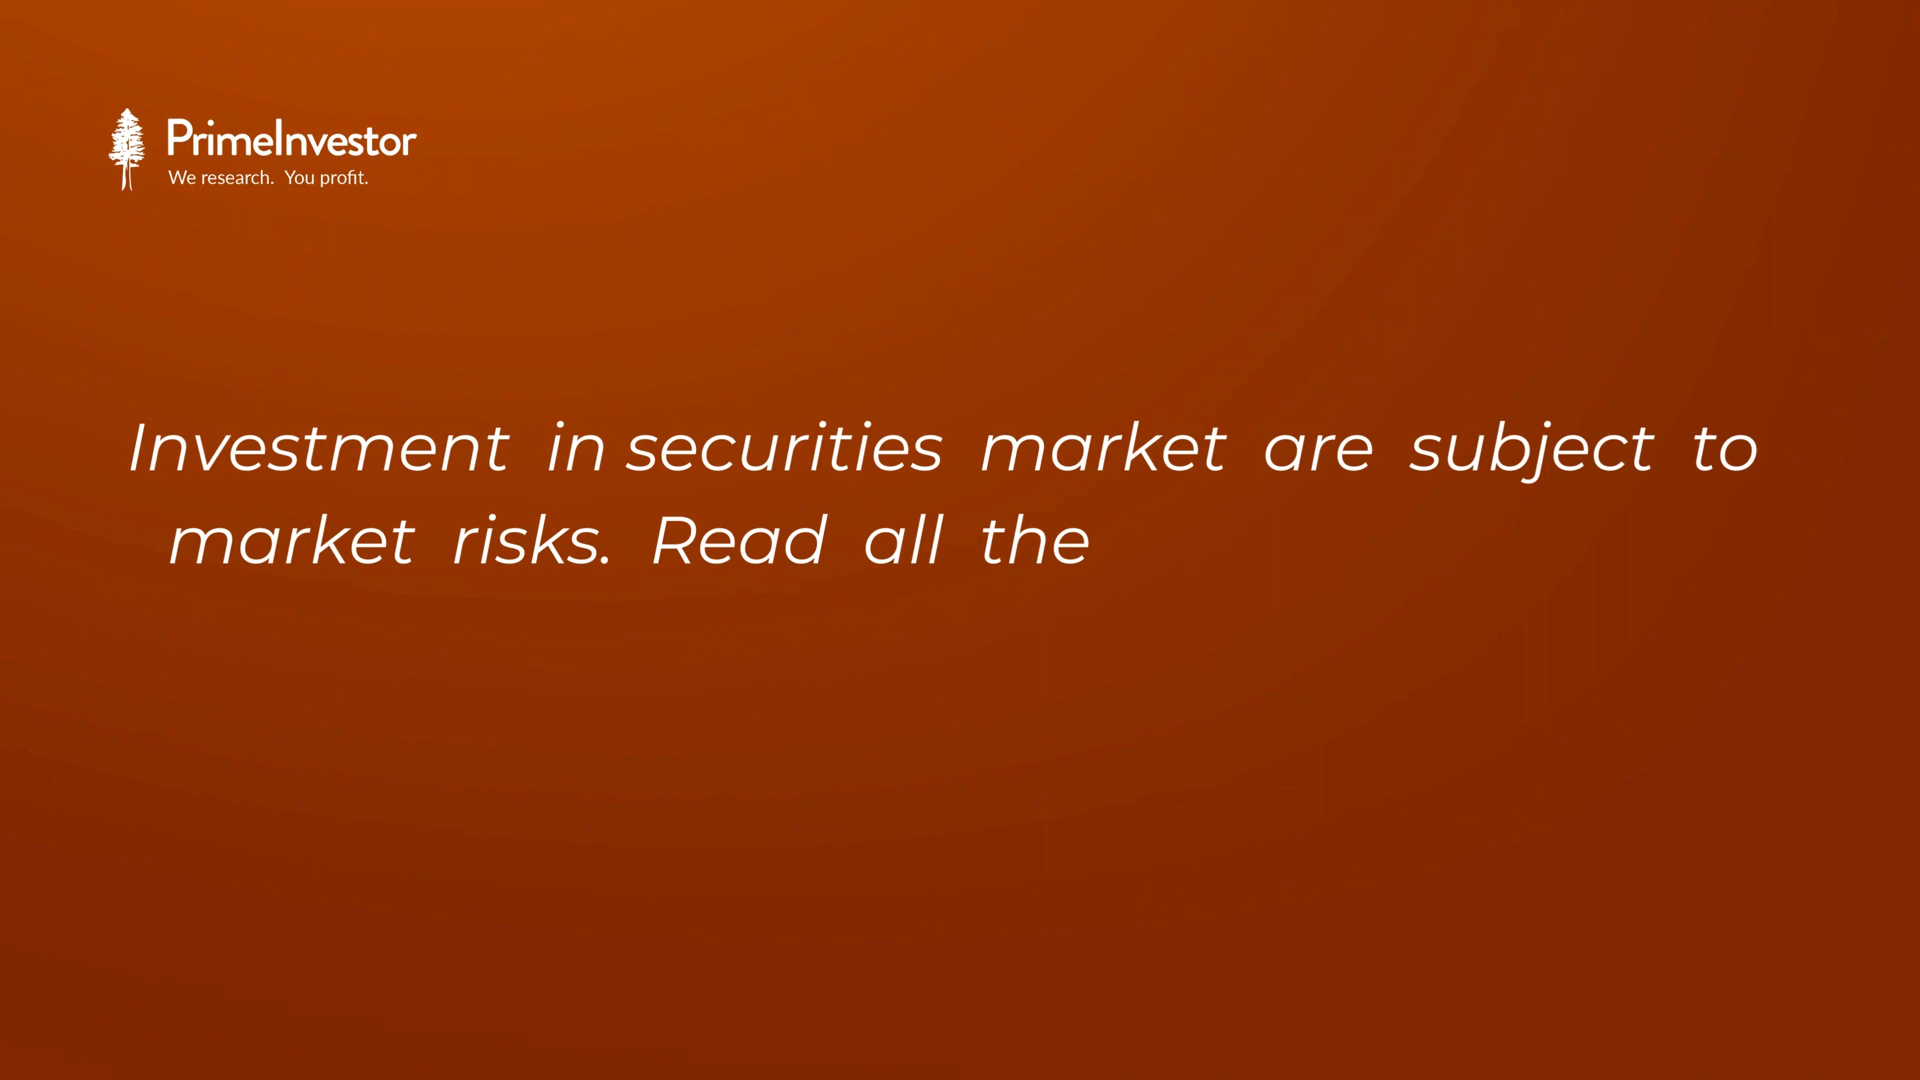 PrimeInvestor
We research. You profit.
Investment in securities market are subject to
market risks. Read all the